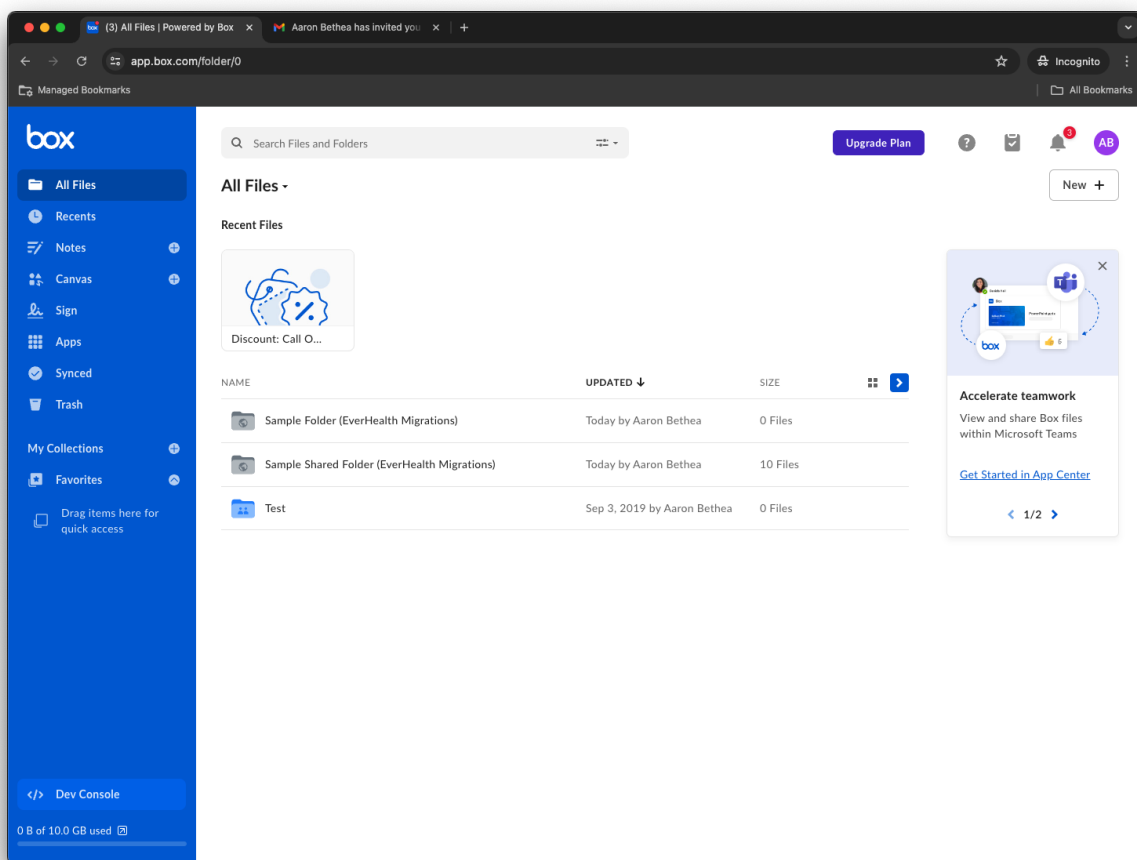 box (3) All Files | Powered by Box
Aaron Bethea has invited you
app.box.com/folder/0
Incognito
Managed Bookmarks
All Bookmarks
box
All Files
Recents
Notes
Canvas
Sign
Apps
Synced
Trash
My Collections
Favorites
Drag items here for
quick access
</> Dev Console
0 B of 10.0 GB used
Search Files and Folders
Upgrade Plan
?
3
AB
All Files
New +
Recent Files
%
Discount: Call O...
NAME UPDATED SIZE
Sample Folder (EverHealth Migrations) Today by Aaron Bethea 0 Files
Sample Shared Folder (EverHealth Migrations) Today by Aaron Bethea 10 Files
Test Sep 3, 2019 by Aaron Bethea 0 Files
T
box
6
Accelerate teamwork
View and share Box files
within Microsoft Teams
Get Started in App Center
1/2